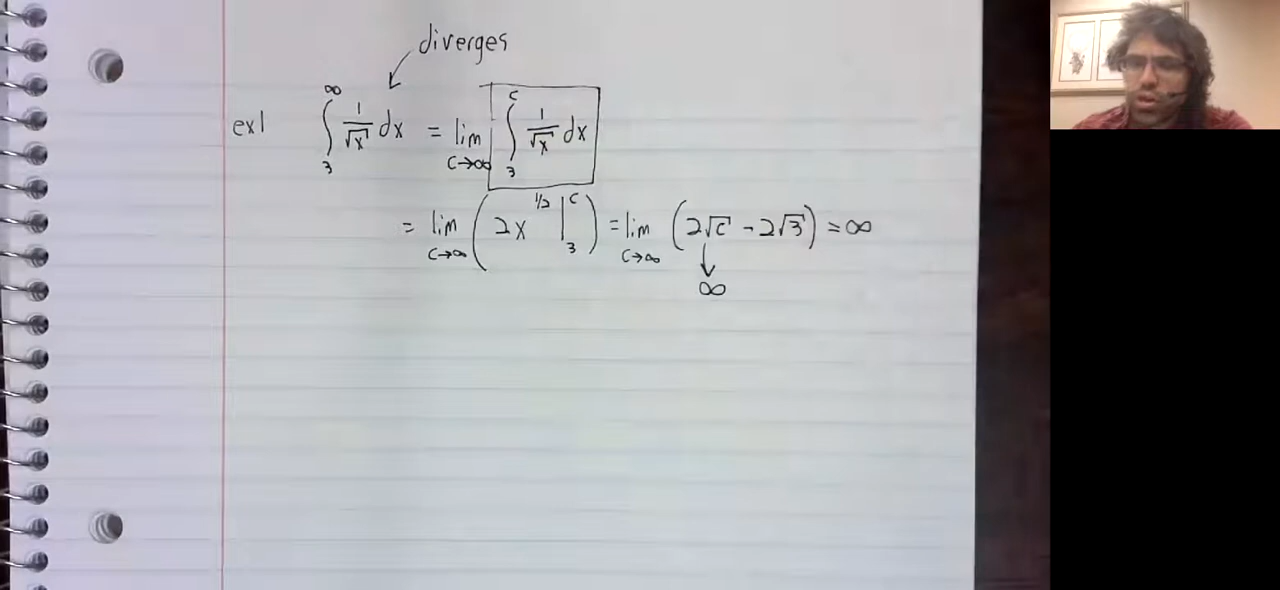 diverges
ex1 ∫₃^∞ 1/√x dx = lim_{c→∞} ∫₃^c 1/√x dx
= lim_{c→∞} (2x^{1/2} |₃^c) = lim_{c→∞} (2√c - 2√3) = ∞
∞